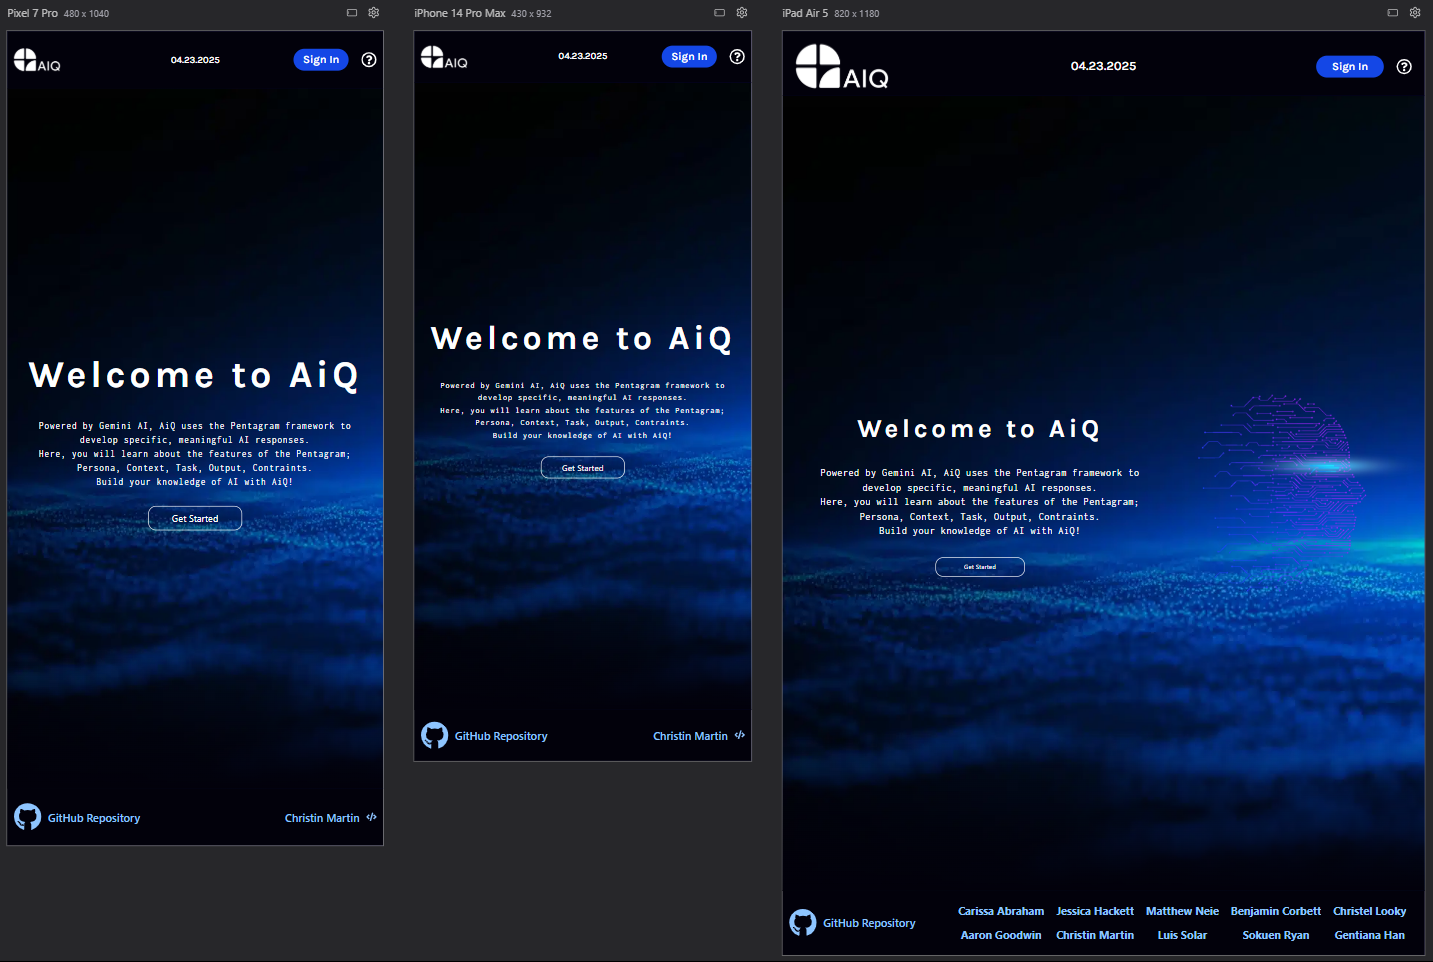 Pixel 7 Pro 480 x 1040
AIQ
04.23.2025
Sign In
?
Welcome to AiQ
Powered by Gemini AI, AiQ uses the Pentagram framework to
develop specific, meaningful AI responses.
Here, you will learn about the features of the Pentagram;
Persona, Context, Task, Output, Contraints.
Build your knowledge of AI with AiQ!
Get Started
GitHub Repository
Christin Martin </>
iPhone 14 Pro Max 430 x 932
AIQ
04.23.2025
Sign In
?
Welcome to AiQ
Powered by Gemini AI, AiQ uses the Pentagram framework to
develop specific, meaningful AI responses.
Here, you will learn about the features of the Pentagram;
Persona, Context, Task, Output, Contraints.
Build your knowledge of AI with AiQ!
Get Started
GitHub Repository
Christin Martin </>
iPad Air 5 820 x 1180
AIQ
04.23.2025
Sign In
?
Welcome to AiQ
Powered by Gemini AI, AiQ uses the Pentagram framework to
develop specific, meaningful AI responses.
Here, you will learn about the features of the Pentagram;
Persona, Context, Task, Output, Contraints.
Build your knowledge of AI with AiQ!
Get Started
GitHub Repository
Carissa Abraham Jessica Hackett Matthew Neie Benjamin Corbett Christel Looky
Aaron Goodwin Christin Martin Luis Solar Sokuen Ryan Gentiana Han